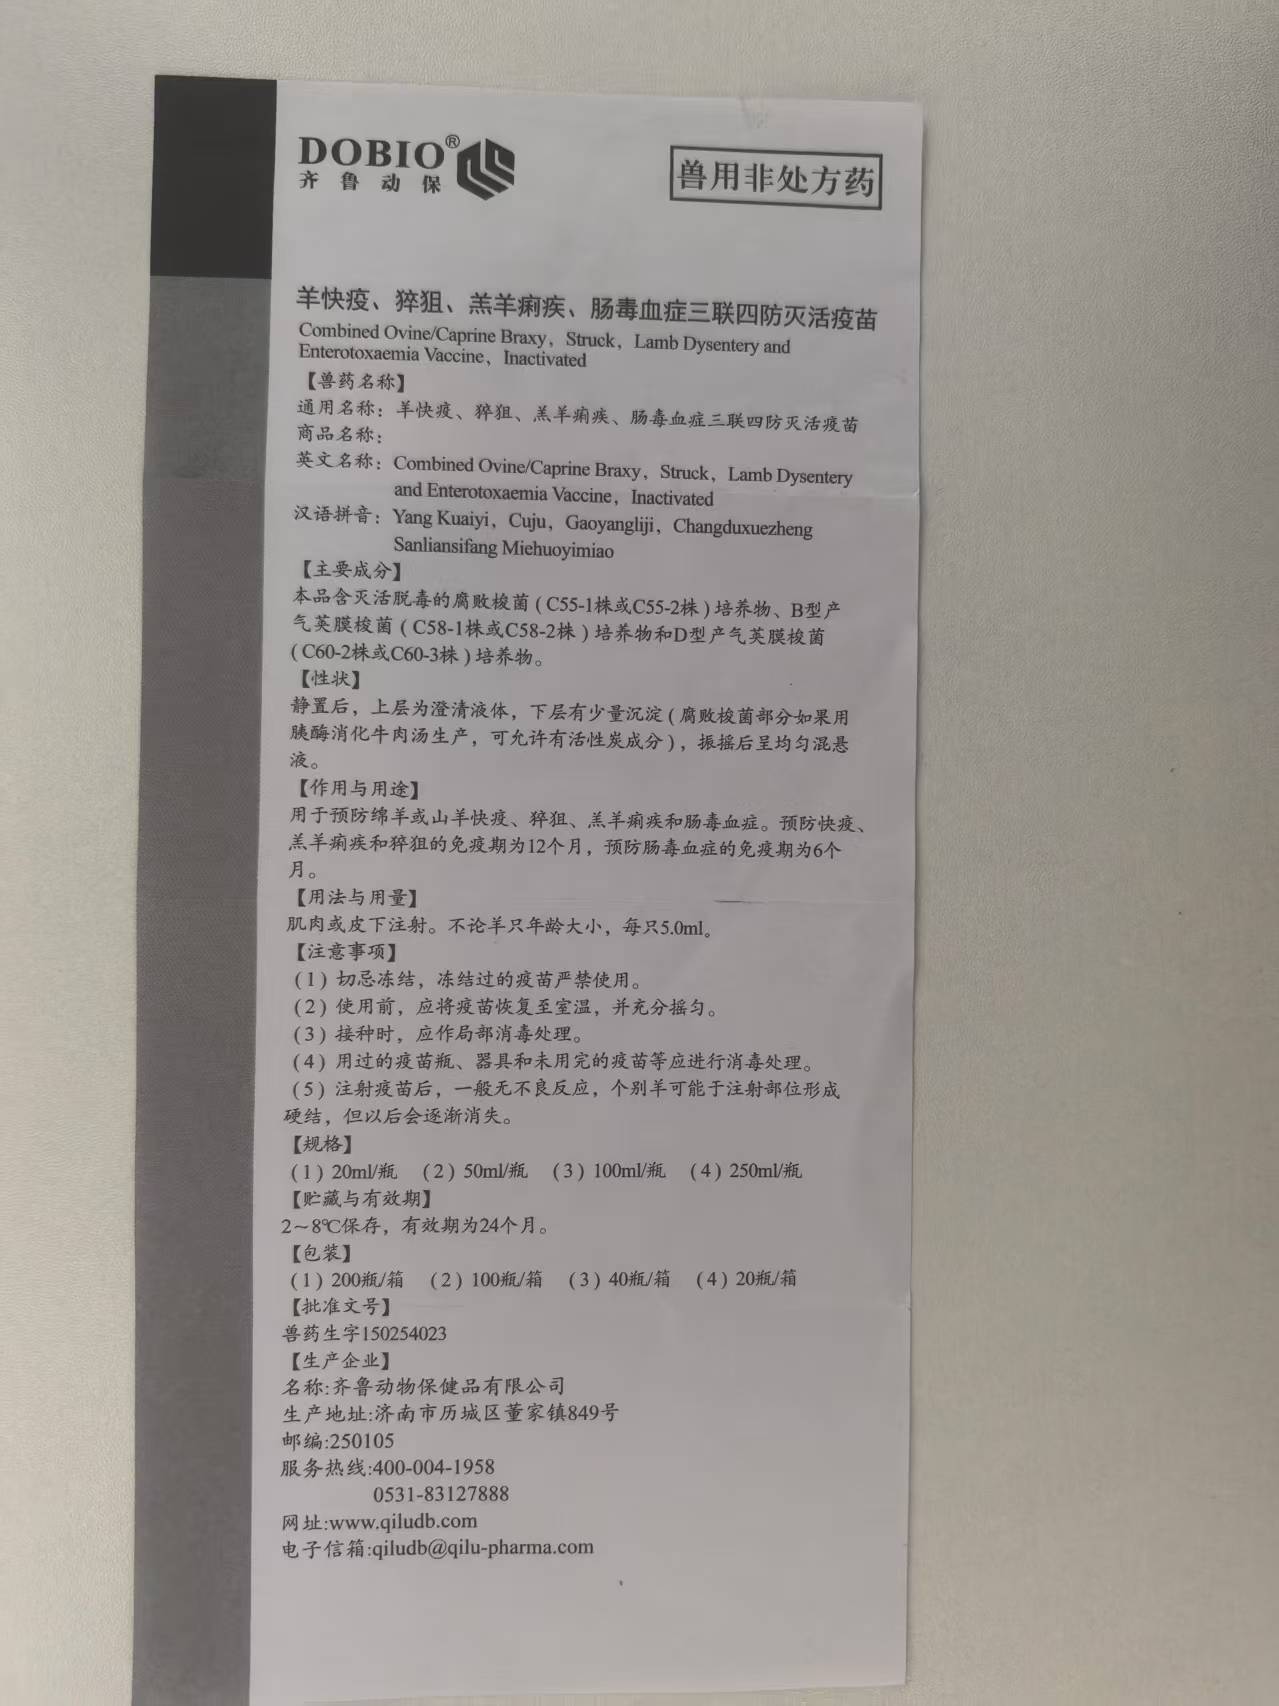 DOBIO®
齐鲁动保
兽用非处方药
羊快疫、猝狙、羔羊痢疾、肠毒血症三联四防灭活疫苗
Combined Ovine/Caprine Braxy, Struck, Lamb Dysentery and
Enterotoxaemia Vaccine, Inactivated
【兽药名称】
通用名称：羊快疫、猝狙、羔羊痢疾、肠毒血症三联四防灭活疫苗
商品名称：
英文名称：Combined Ovine/Caprine Braxy, Struck, Lamb Dysentery
and Enterotoxaemia Vaccine, Inactivated
汉语拼音：Yang Kuaiyi, Cuju, Gaoyangliji, Changduxuezheng
Sanliansifang Miehuoyimiao
【主要成分】
本品含灭活脱毒的腐败梭菌（C55-1株或C55-2株）培养物、B型产
气荚膜梭菌（C58-1株或C58-2株）培养物和D型产气荚膜梭菌
（C60-2株或C60-3株）培养物。
【性状】
静置后，上层为澄清液体，下层有少量沉淀（腐败梭菌部分如果用
胰酶消化牛肉汤生产，可允许有活性炭成分），振摇后呈均匀混悬
液。
【作用与用途】
用于预防绵羊或山羊快疫、猝狙、羔羊痢疾和肠毒血症。预防快疫、
羔羊痢疾和猝狙的免疫期为12个月，预防肠毒血症的免疫期为6个
月。
【用法与用量】
肌肉或皮下注射。不论羊只年龄大小，每只5.0ml。
【注意事项】
（1）切忌冻结，冻结过的疫苗严禁使用。
（2）使用前，应将疫苗恢复至室温，并充分摇匀。
（3）接种时，应作局部消毒处理。
（4）用过的疫苗瓶、器具和未用完的疫苗等应进行消毒处理。
（5）注射疫苗后，一般无不良反应，个别羊可能于注射部位形成
硬结，但以后会逐渐消失。
【规格】
（1）20ml/瓶 （2）50ml/瓶 （3）100ml/瓶 （4）250ml/瓶
【贮藏与有效期】
2～8℃保存，有效期为24个月。
【包装】
（1）200瓶/箱 （2）100瓶/箱 （3）40瓶/箱 （4）20瓶/箱
【批准文号】
兽药生字150254023
【生产企业】
名称:齐鲁动物保健品有限公司
生产地址:济南市历城区董家镇849号
邮编:250105
服务热线:400-004-1958
0531-83127888
网址:www.qiludb.com
电子信箱:qiludb@qilu-pharma.com